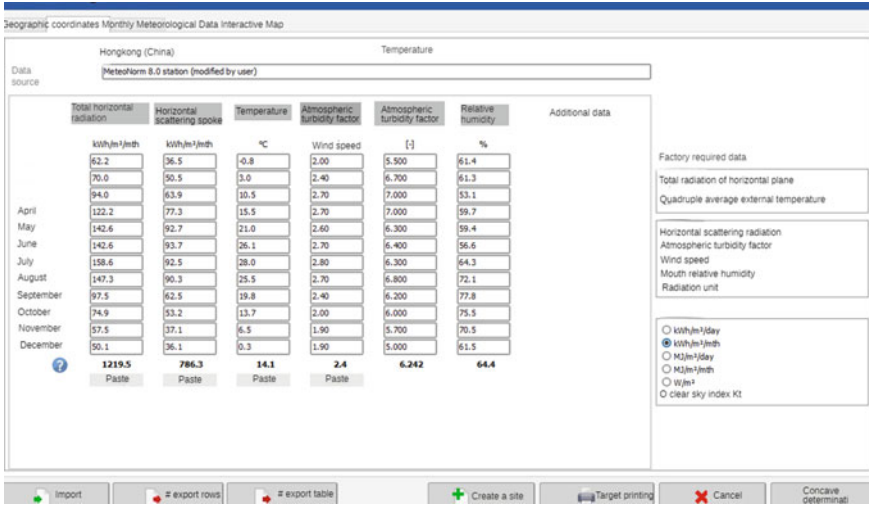 Geographic coordinates Monthly Meteorological Data Interactive Map
Hongkong (China) Temperature
Data source MeteoNorm 8.0 station (modified by user)
Total horizontal radiation Horizontal scattering spoke Temperature Atmospheric turbidity factor Atmospheric turbidity factor Relative humidity Additional data
kWh/m²/mth kWh/m²/mth °C Wind speed [-] %
62.2 36.5 -0.8 2.00 5.500 61.4
70.0 50.5 3.0 2.40 6.700 61.3
94.0 63.9 10.5 2.70 7.000 53.1
April 122.2 77.3 15.5 2.70 7.000 59.7
May 142.6 92.7 21.0 2.60 6.300 59.4
June 142.6 93.7 26.1 2.70 6.400 56.6
July 158.6 92.5 28.0 2.80 6.300 64.3
August 147.3 90.3 25.5 2.70 6.800 72.1
September 97.5 62.5 19.8 2.40 6.200 77.8
October 74.9 53.2 13.7 2.00 6.000 75.5
November 57.5 37.1 6.5 1.90 5.700 70.5
December 50.1 36.1 0.3 1.90 5.000 61.5
? 1219.5 786.3 14.1 2.4 6.242 64.4
Paste Paste Paste Paste
Factory required data
Total radiation of horizontal plane
Quadruple average external temperature
Horizontal scattering radiation
Atmospheric turbidity factor
Wind speed
Mouth relative humidity
Radiation unit
kWh/m²/day
kWh/m²/mth
MJ/m²/day
MJ/m²/mth
W/m²
O clear sky index Kt
Import # export rows # export table Create a site Target printing Cancel Concave determinati